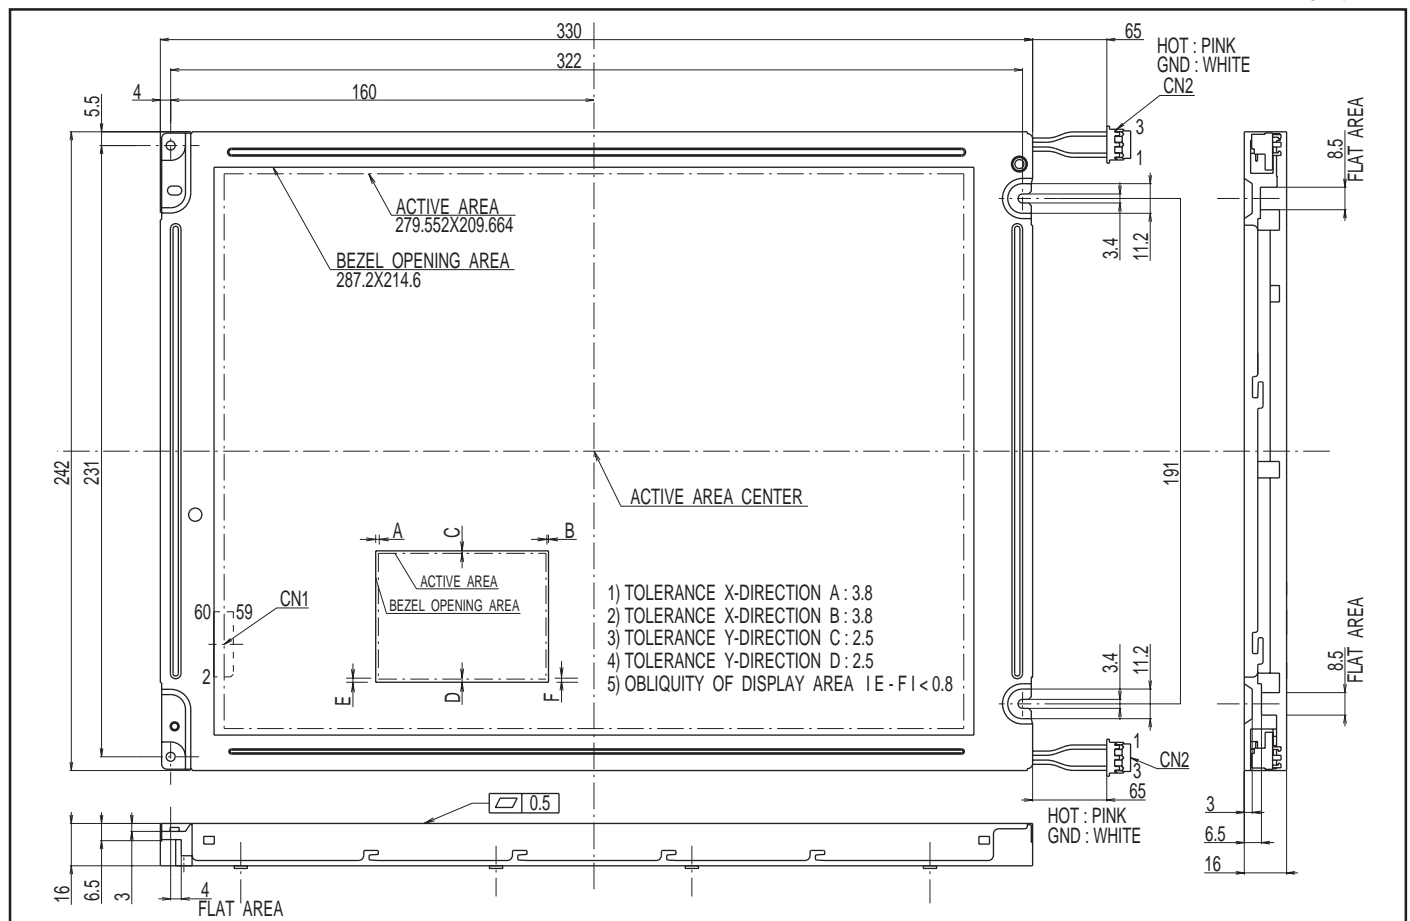 330
65
HOT : PINK
GND : WHITE
322
CN2
4
160
5.5
3
1
FLAT AREA
8.5
ACTIVE AREA
279.552X209.664
3.4
11.2
BEZEL OPENING AREA
287.2X214.6
242
231
191
ACTIVE AREA CENTER
A
C
B
ACTIVE AREA
BEZEL OPENING AREA
CN1
60
59
2
E
D
F
1) TOLERANCE X-DIRECTION A : 3.8
2) TOLERANCE X-DIRECTION B : 3.8
3) TOLERANCE Y-DIRECTION C : 2.5
4) TOLERANCE Y-DIRECTION D : 2.5
5) OBLIQUITY OF DISPLAY AREA I E - F I < 0.8
3.4
11.2
8.5
FLAT AREA
1
3
CN2
65
HOT : PINK
GND : WHITE
0.5
3
6.5
16
16
6.5
3
4
FLAT AREA